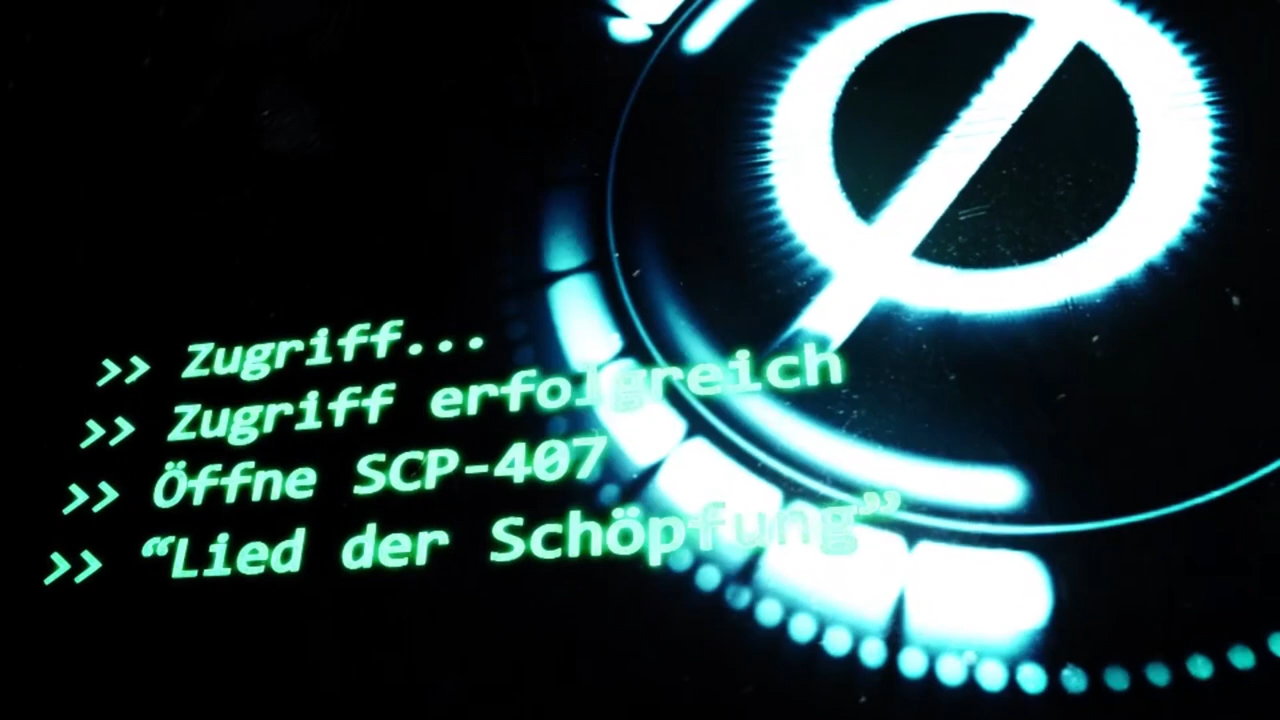 >> Zugriff...
>> Zugriff erfolgreich
>> Öffne SCP-407
>> “Lied der Schöpfung”